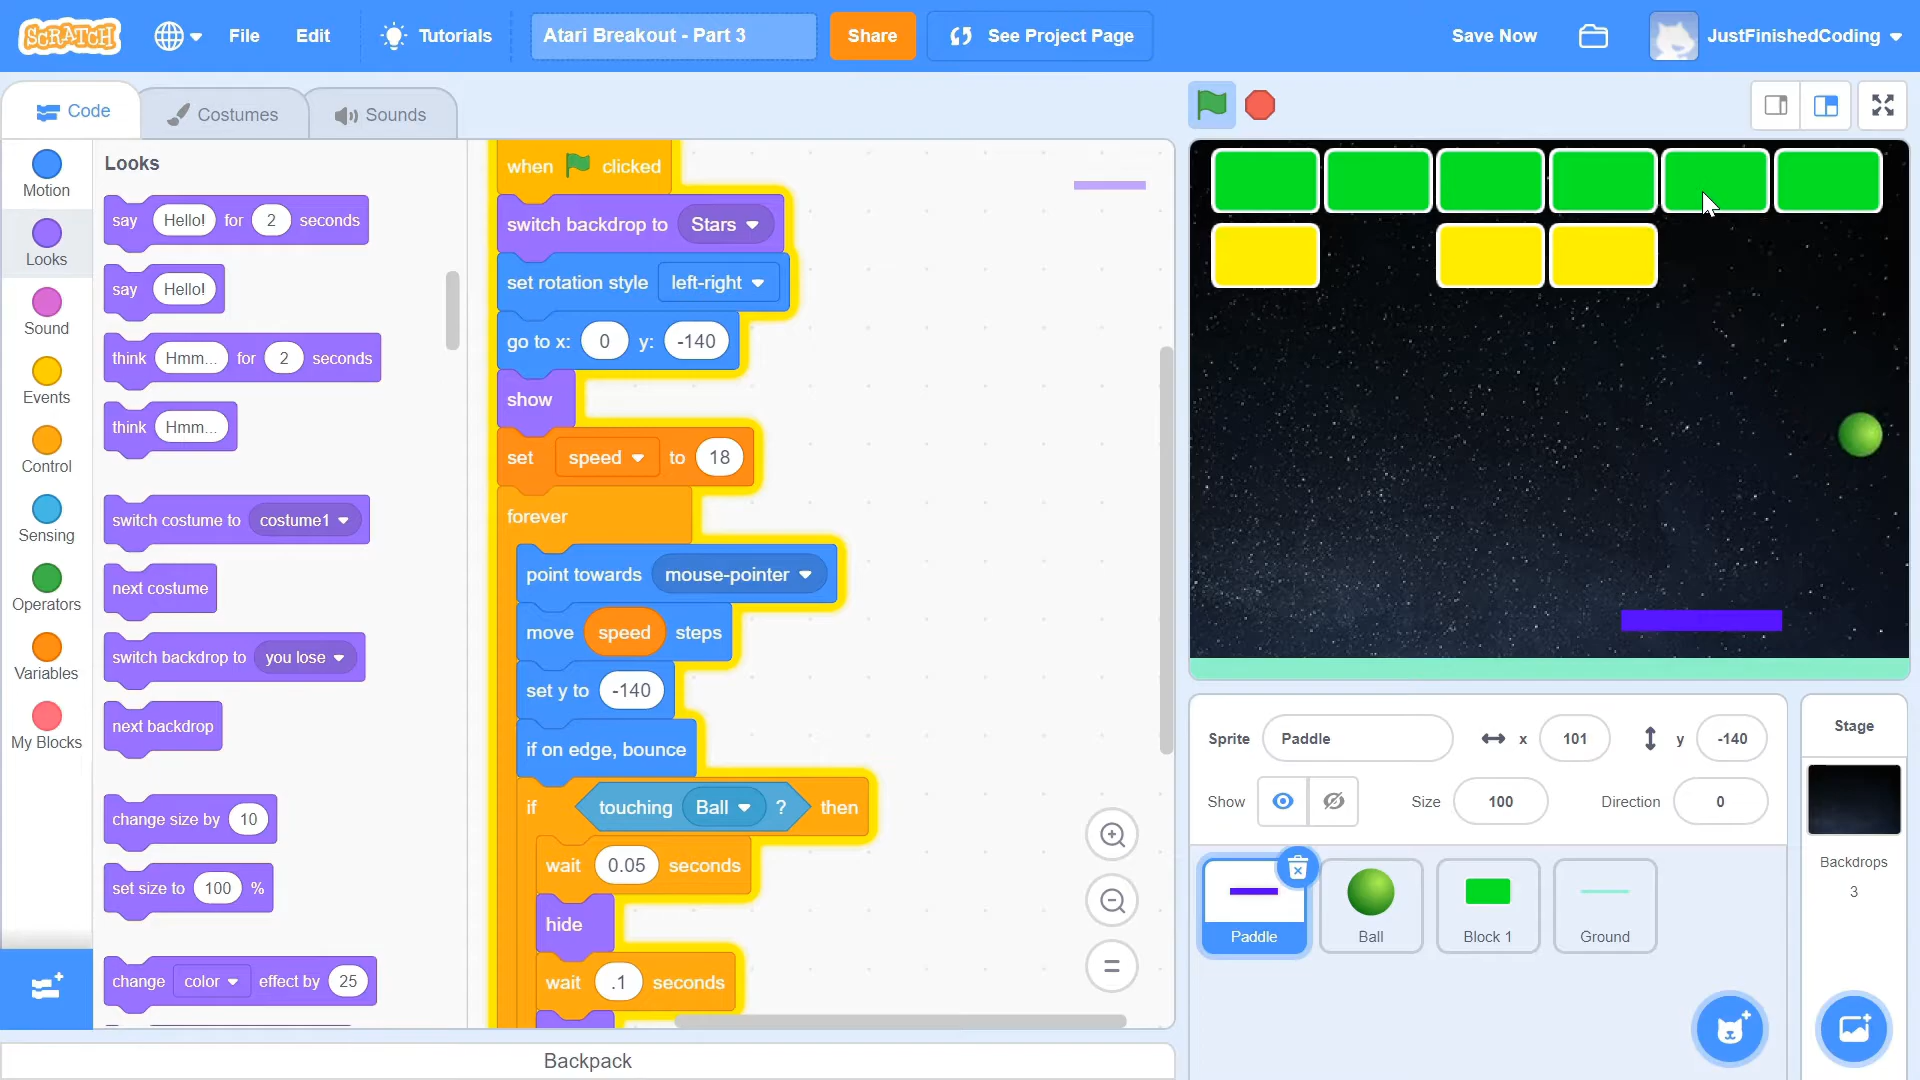 SCRATCH File Edit Tutorials Atari Breakout - Part 3 Share See Project Page Save Now JustFinishedColding
Code Costumes Sounds
Motion
Looks
Sound
Events
Control
Sensing
Operators
Variables
My Blocks
Looks
say Hello! for 2 seconds
say Hello!
think Hmm... for 2 seconds
think Hmm...
switch costume to costume1
next costume
switch backdrop to you lose
next backdrop
change size by 10
set size to 100 %
change color effect by 25
when clicked
switch backdrop to Stars
set rotation style left-right
go to x: 0 y: -140
show
set speed to 18
forever
point towards mouse-pointer
move speed steps
set y to -140
if on edge, bounce
if touching Ball ? then
wait 0.05 seconds
hide
wait .1 seconds
Backpack
Sprite Paddle x 101 y -140
Show Size 100 Direction 0
Paddle Ball Block 1 Ground
Stage
Backdrops
3